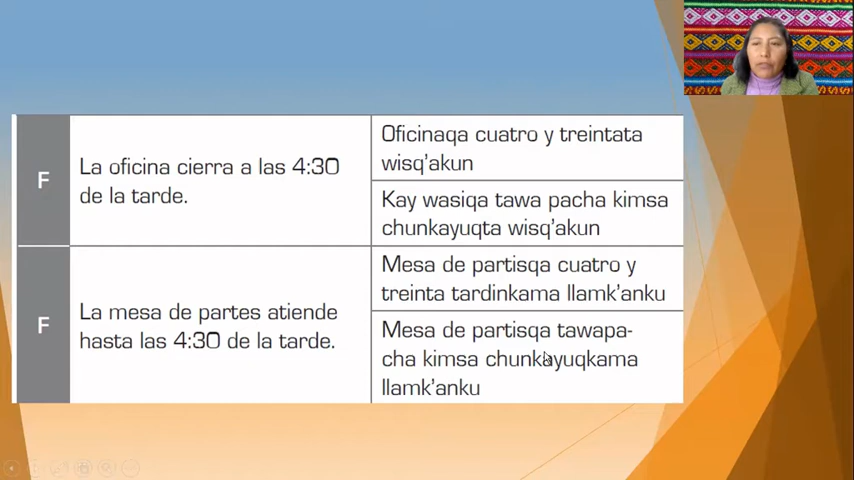 F
La oficina cierra a las 4:30
de la tarde.
Oficinaqa cuatro y treintata
wisq'akun
Kay wasiqa tawa pacha kimsa
chunkayuqta wisq'akun
F
La mesa de partes atiende
hasta las 4:30 de la tarde.
Mesa de partisqa cuatro y
treinta tardinkama llamk'anku
Mesa de partisqa tawapa-
cha kimsa chunkayuqkama
llamk'anku